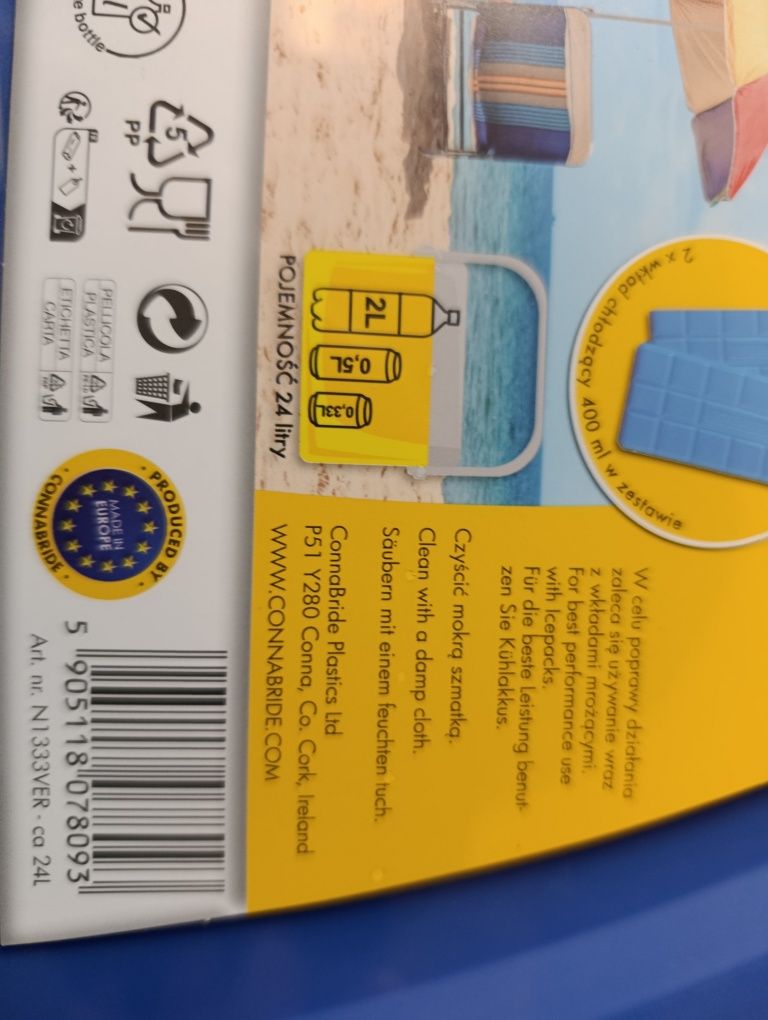 e bottle
2 x wkład chłodzący 400 ml w zestawie
W celu poprawy działania
zaleca się używanie wraz
z wkładami mrożącymi.
For best performance use
with Icepacks.
Für die beste Leistung benut-
zen Sie Kühlakkus.
Czyścić mokrą szmatką.
Clean with a damp cloth.
Säubern mit einem feuchten tuch.
ConnaBride Plastics Ltd
P51 Y280 Conna, Co. Cork, Ireland
WWW.CONNABRIDE.COM
2L
0,5L
0,33L
POJEMNOŚĆ 24 litry
5
PP
PELLICOLA
PLASTICA
ETICHETTA
CARTA
PRODUCED BY
MADE IN
EUROPE
CONNABRIDE
5 905118 078093
Art. nr. N1333VER - ca 24L